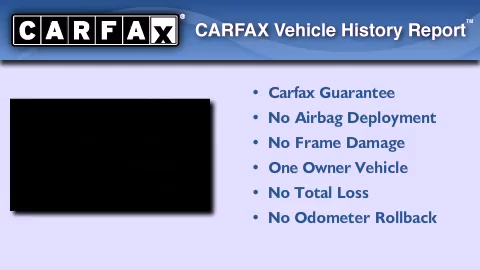 CARFAX® CARFAX Vehicle History Report™
• Carfax Guarantee
• No Airbag Deployment
• No Frame Damage
• One Owner Vehicle
• No Total Loss
• No Odometer Rollback